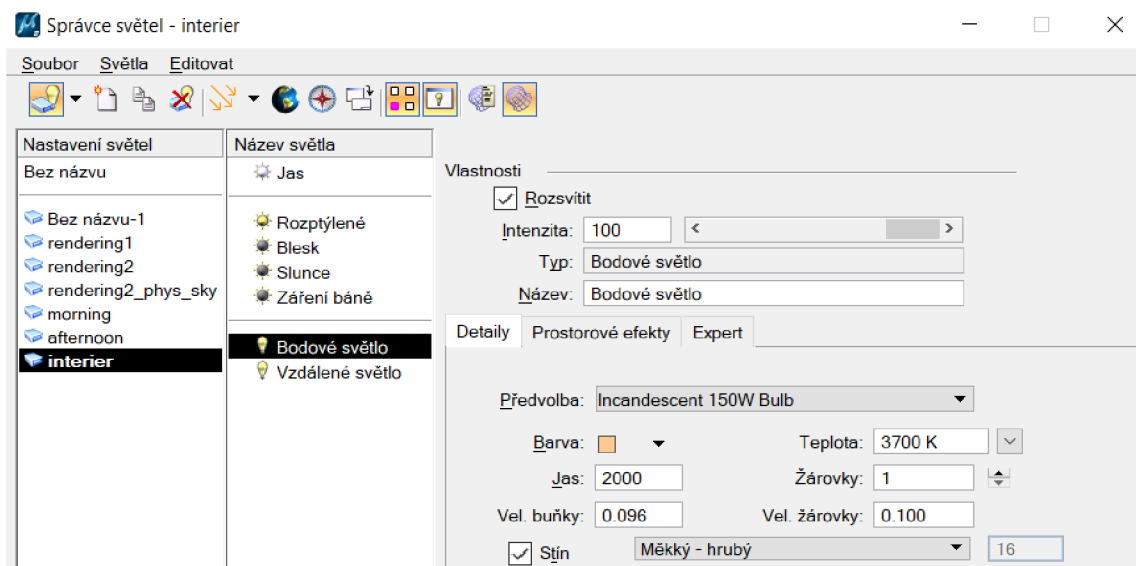 Správce světel - interier
Soubor Světla Editovat
Nastavení světel
Bez názvu
Bez názvu-1
rendering1
rendering2
rendering2_phys_sky
morning
afternoon
interier
Název světla
Jas
Rozptýlené
Blesk
Slunce
Záření báně
Bodové světlo
Vzdálené světlo
Vlastnosti
Rozsvítit
Intenzita: 100
Typ: Bodové světlo
Název: Bodové světlo
Detaily Prostorové efekty Expert
Předvolba: Incandescent 150W Bulb
Barva: Teplota: 3700 K
Jas: 2000 Žárovky: 1
Vel. buňky: 0.096 Vel. žárovky: 0.100
Stín Měkký - hrubý 16